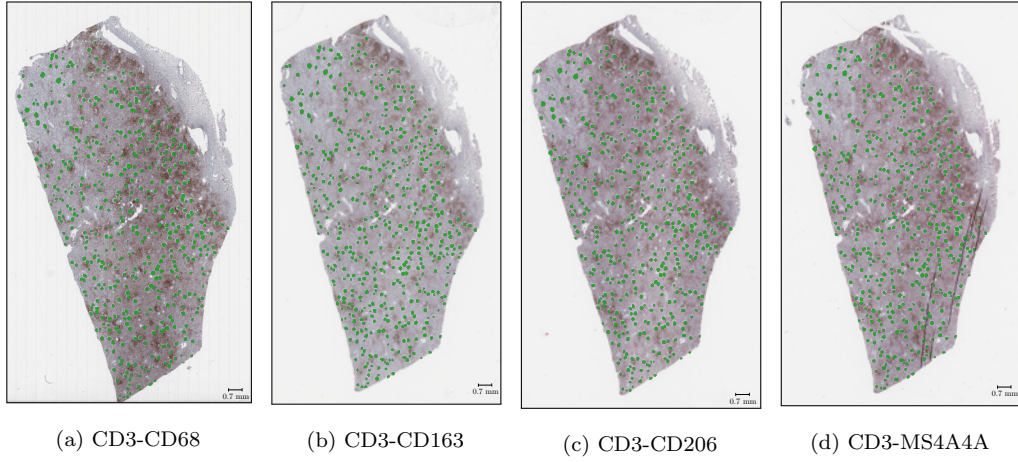 0.7 mm
0.7 mm
0.7 mm
0.7 mm
(a) CD3-CD68
(b) CD3-CD163
(c) CD3-CD206
(d) CD3-MS4A4A